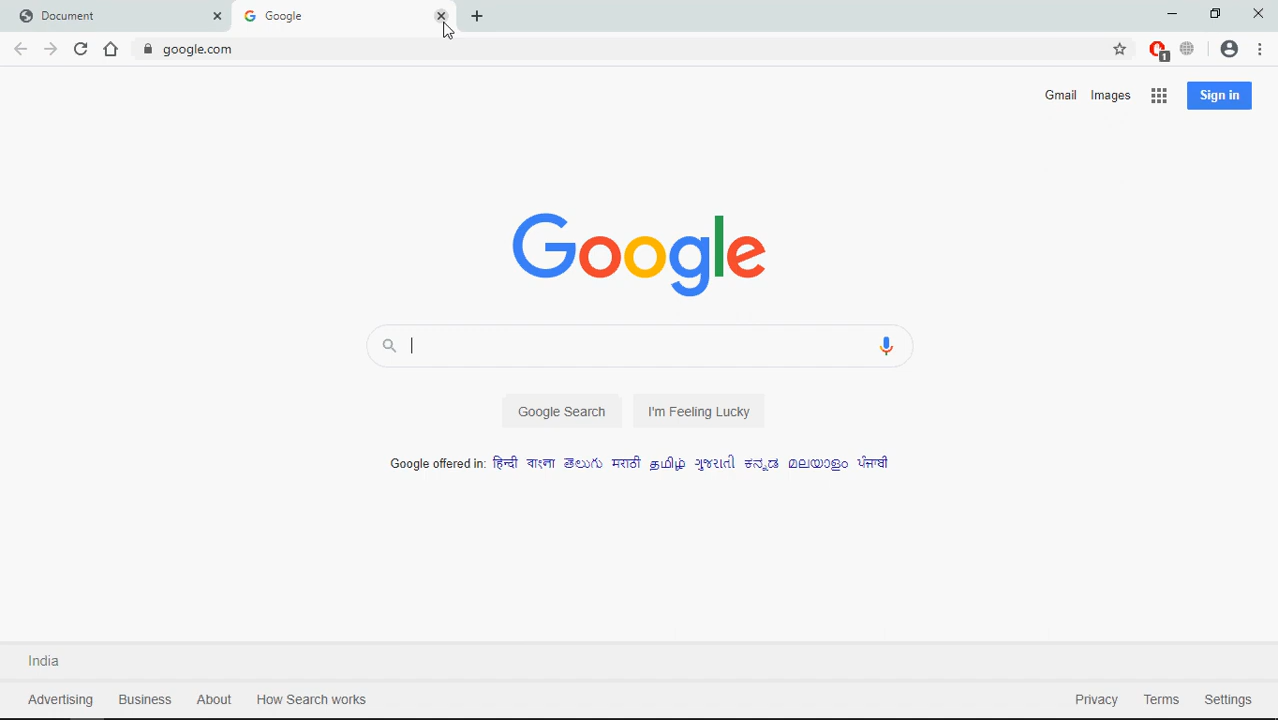 Document
Google
google.com
1
Gmail Images Sign in
Google
Google Search I'm Feeling Lucky
Google offered in: हिन्दी বাংলা తెలుగు मराठी தமிழ் ગુજરાતી ಕನ್ನಡ മലയാളം ਪੰਜਾਬੀ
India
Advertising Business About How Search works Privacy Terms Settings